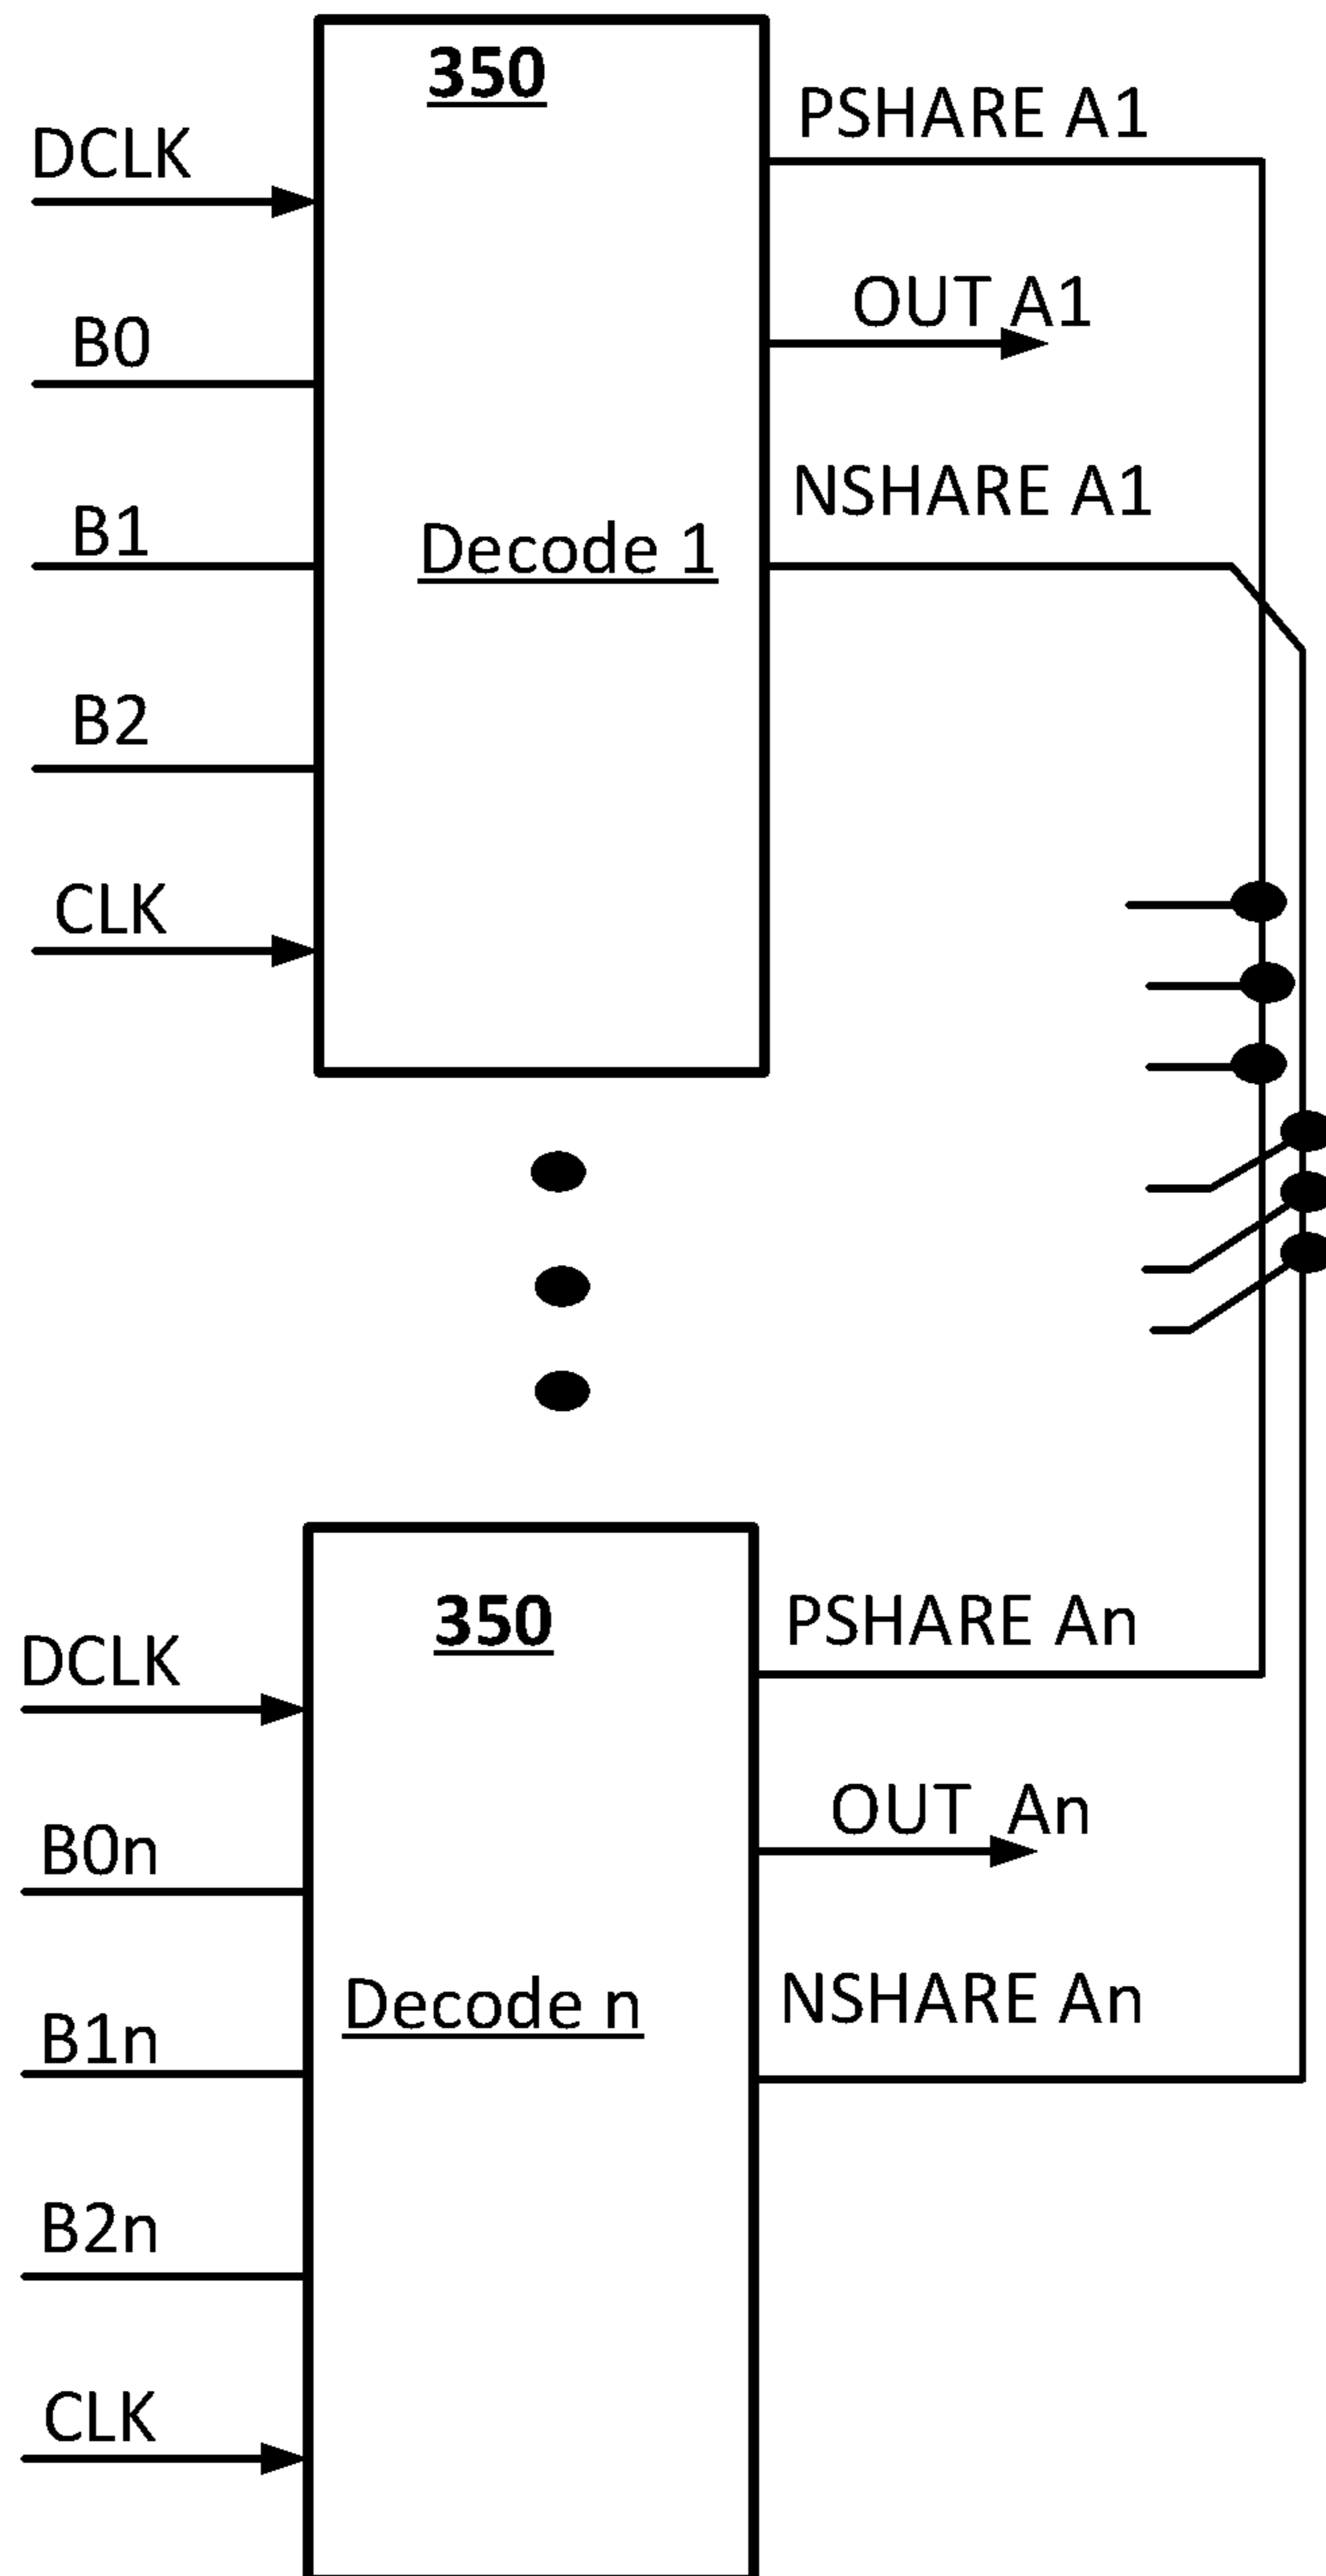 350
DCLK
PSHARE A1
B0
OUT A1
B1
NSHARE A1
Decode 1
B2
CLK
350
DCLK
PSHARE An
B0n
OUT An
B1n
NSHARE An
Decode n
B2n
CLK